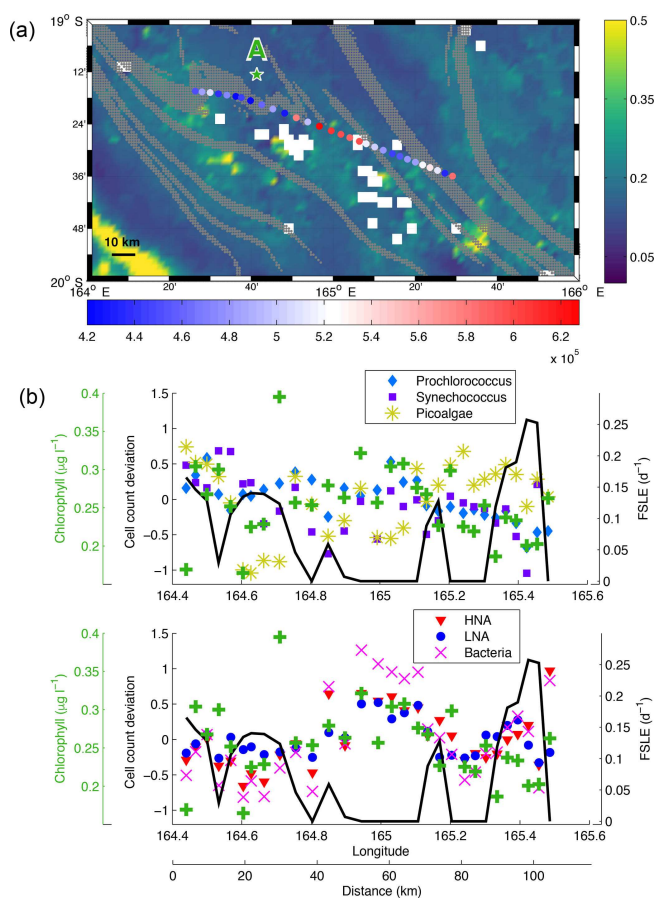 (a)
19° S
12'
24'
36'
48'
20° S
A
10 km
164° E
20'
40'
165° E
20'
40'
166° E
0.5
0.4
0.3
0.2
0.1
0.05
4.2 4.4 4.6 4.8 5 5.2 5.4 5.6 5.8 6 6.2
x 10⁵
(b)
Chlorophyll (µg l⁻¹)
0.4
0.35
0.3
0.25
0.2
Cell count deviation
1.5
1
0.5
0
−0.5
−1
Prochlorococcus
Synechococcus
Picoalgae
FSLE (d⁻¹)
0.25
0.2
0.15
0.1
0.05
0
164.4 164.6 164.8 165 165.2 165.4 165.6
Chlorophyll (µg l⁻¹)
0.4
0.35
0.3
0.25
0.2
Cell count deviation
1.5
1
0.5
0
−0.5
−1
HNA
LNA
Bacteria
FSLE (d⁻¹)
0.25
0.2
0.15
0.1
0.05
0
164.4 164.6 164.8 165 165.2 165.4 165.6
Longitude
0 20 40 60 80 100
Distance (km)